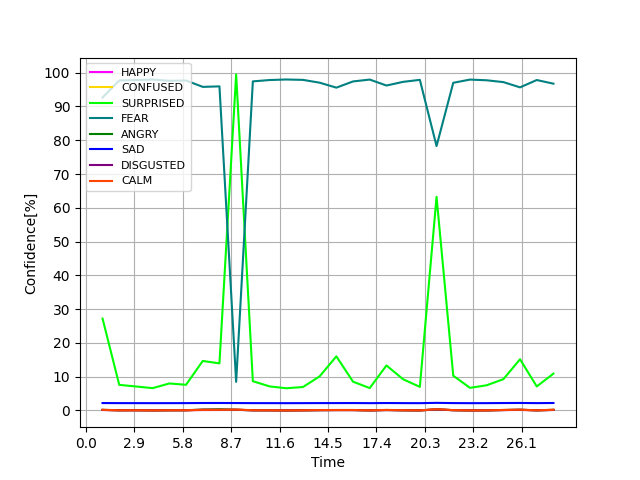 HAPPY
CONFUSED
SURPRISED
FEAR
ANGRY
SAD
DISGUSTED
CALM
Confidence[%]
100
90
80
70
60
50
40
30
20
10
0
0.0 2.9 5.8 8.7 11.6 14.5 17.4 20.3 23.2 26.1
Time